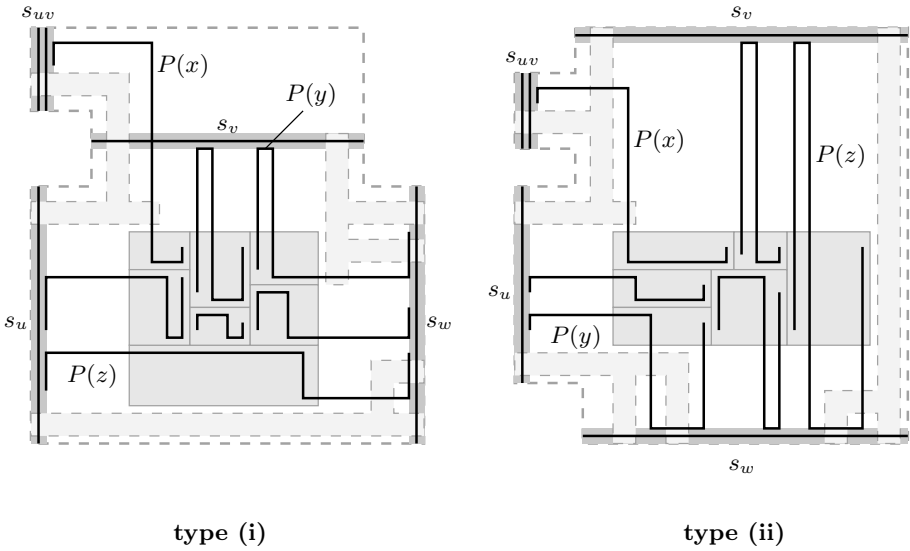 s_{uv}
s_v
P(x)
P(y)
s_v
s_{uv}
P(x)
P(z)
s_u
s_w
P(z)
s_u
P(y)
s_w
type (i)
type (ii)